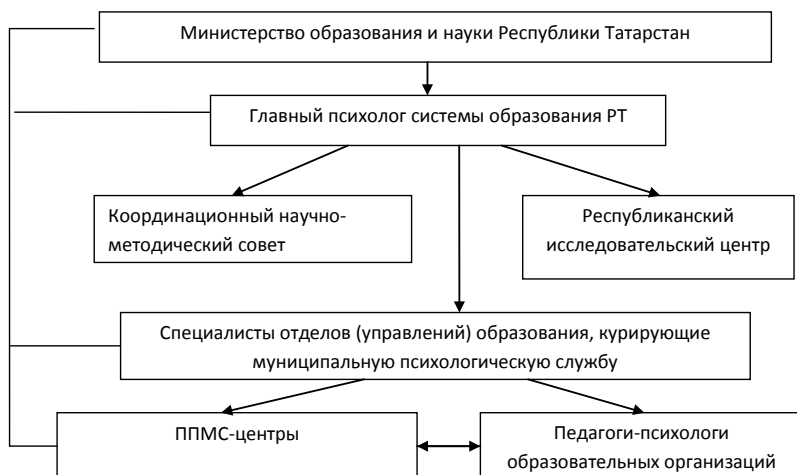 Министерство образования и науки Республики Татарстан
Главный психолог системы образования РТ
Координационный научно-
методический совет
Республиканский
исследовательский центр
Специалисты отделов (управлений) образования, курирующие
муниципальную психологическую службу
ППМС-центры
Педагоги-психологи
образовательных организаций